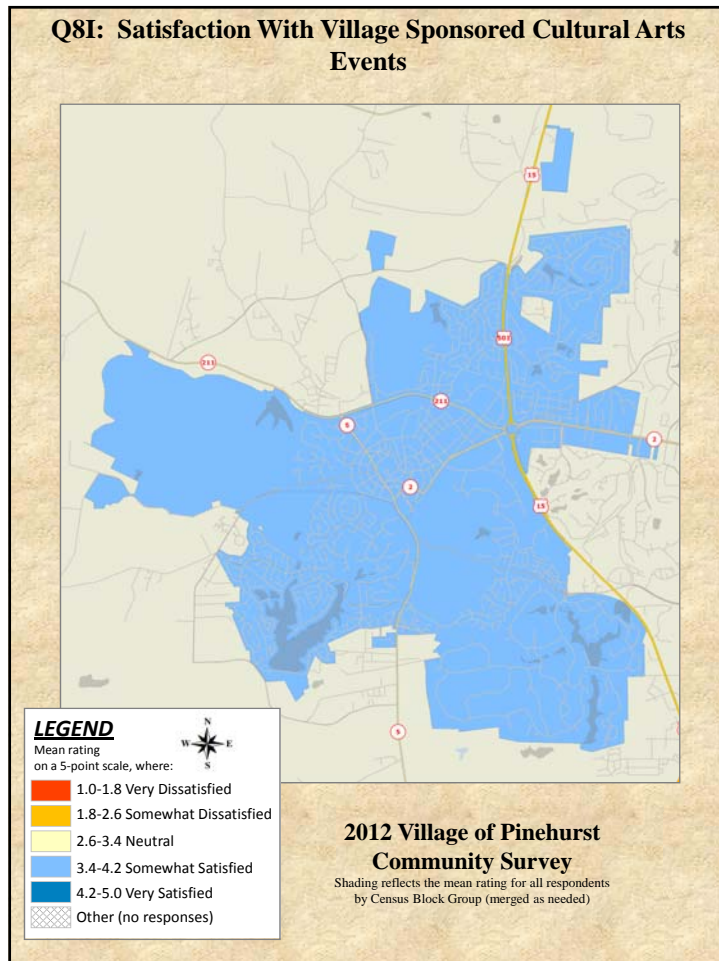 Q8I: Satisfaction With Village Sponsored Cultural Arts
Events
15
501
211
211
5
2
2
15
5
LEGEND
Mean rating
on a 5-point scale, where:
N
W E
S
1.0-1.8 Very Dissatisfied
1.8-2.6 Somewhat Dissatisfied
2.6-3.4 Neutral
3.4-4.2 Somewhat Satisfied
4.2-5.0 Very Satisfied
Other (no responses)
2012 Village of Pinehurst
Community Survey
Shading reflects the mean rating for all respondents
by Census Block Group (merged as needed)